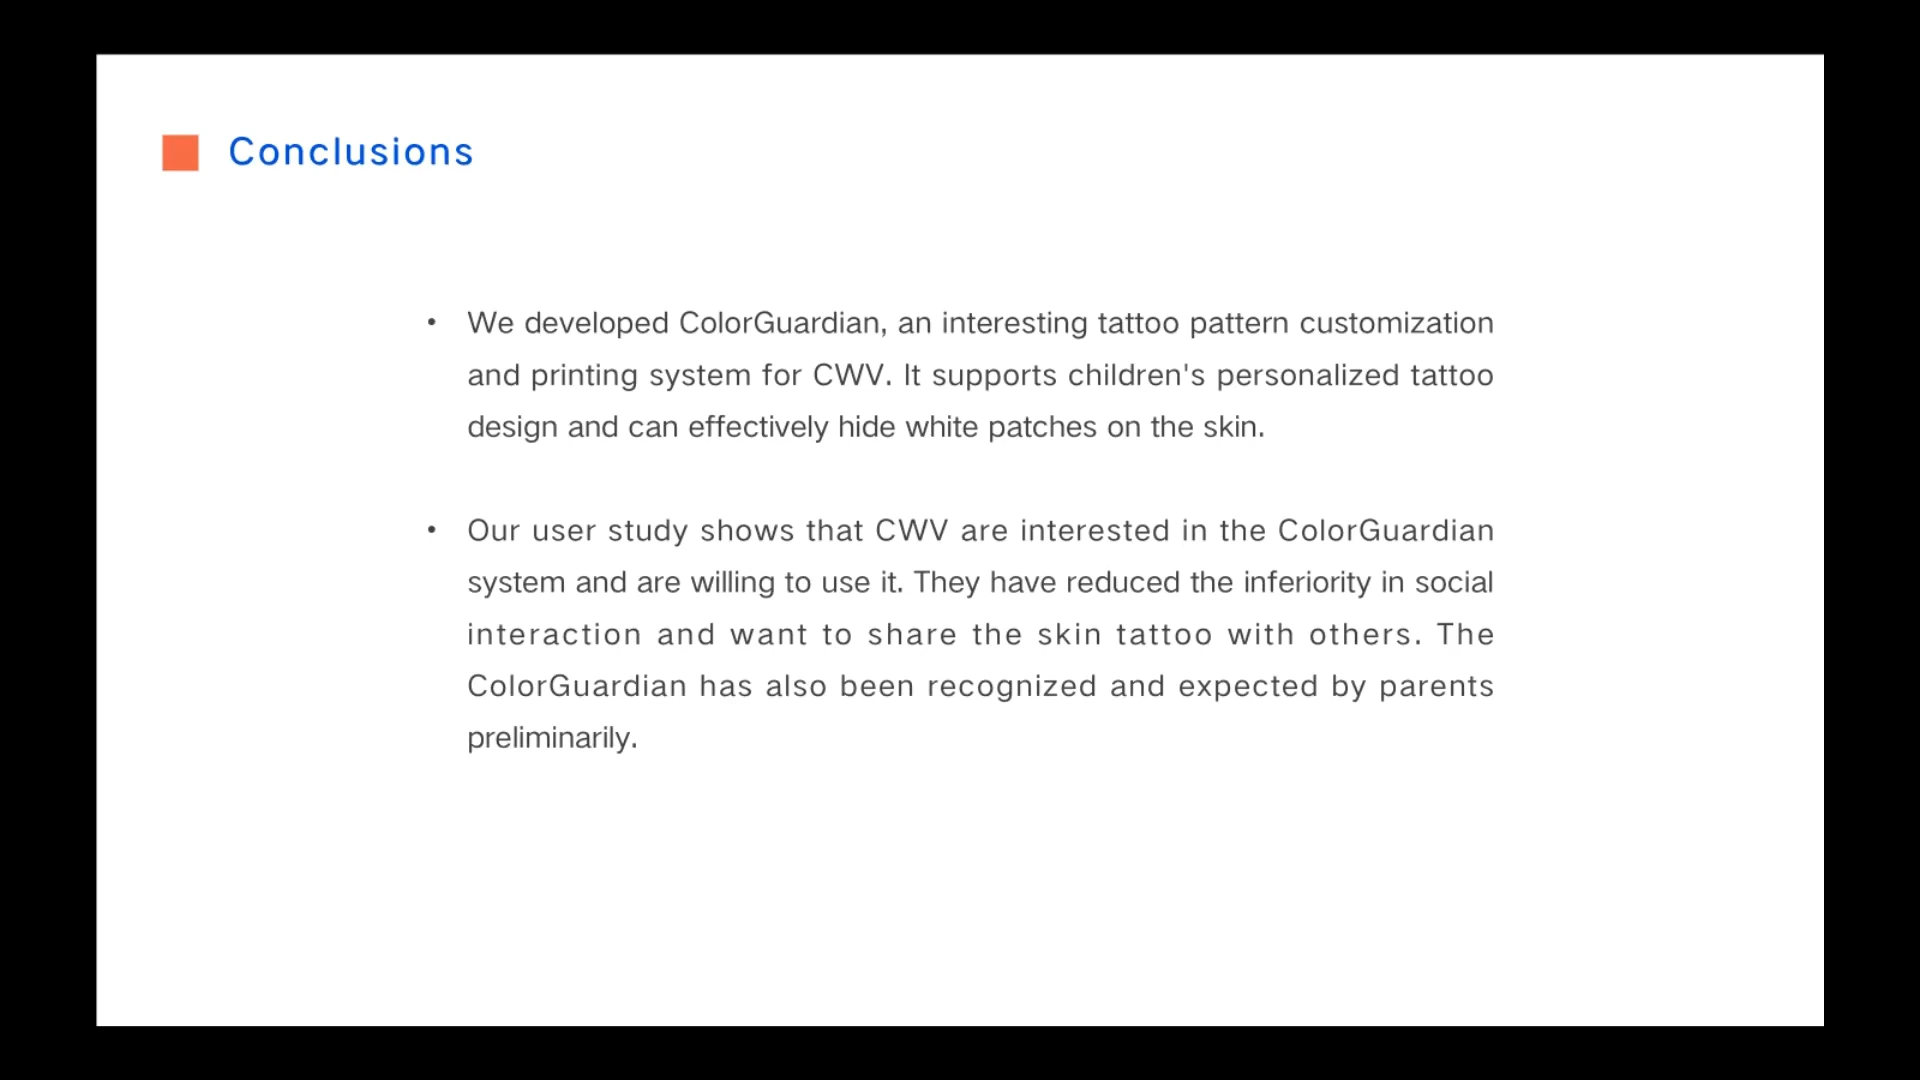 Conclusions
• We developed ColorGuardian, an interesting tattoo pattern customization
and printing system for CWV. It supports children's personalized tattoo
design and can effectively hide white patches on the skin.
• Our user study shows that CWV are interested in the ColorGuardian
system and are willing to use it. They have reduced the inferiority in social
interaction and want to share the skin tattoo with others. The
ColorGuardian has also been recognized and expected by parents
preliminarily.